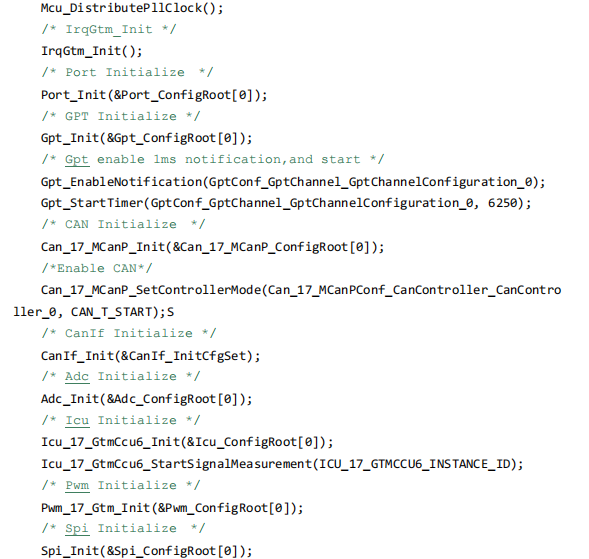 Mcu_DistributePllClock();
/* IrqGtm_Init */
IrqGtm_Init();
/* Port Initialize */
Port_Init(&Port_ConfigRoot[0]);
/* GPT Initialize */
Gpt_Init(&Gpt_ConfigRoot[0]);
/* Gpt enable lms notification,and start */
Gpt_EnableNotification(GptConf_GptChannel_GptChannelConfiguration_0);
Gpt_StartTimer(GptConf_GptChannel_GptChannelConfiguration_0, 6250);
/* CAN Initialize */
Can_17_MCanP_Init(&Can_17_MCanP_ConfigRoot[0]);
/*Enable CAN*/
Can_17_MCanP_SetControllerMode(Can_17_MCanPConf_CanController_CanContro
ller_0, CAN_T_START);S
/* CanIf Initialize */
CanIf_Init(&CanIf_InitCfgSet);
/* Adc Initialize */
Adc_Init(&Adc_ConfigRoot[0]);
/* Icu Initialize */
Icu_17_GtmCcu6_Init(&Icu_ConfigRoot[0]);
Icu_17_GtmCcu6_StartSignalMeasurement(ICU_17_GTMCCU6_INSTANCE_ID);
/* Pwm Initialize */
Pwm_17_Gtm_Init(&Pwm_ConfigRoot[0]);
/* Spi Initialize */
Spi_Init(&Spi_ConfigRoot[0]);